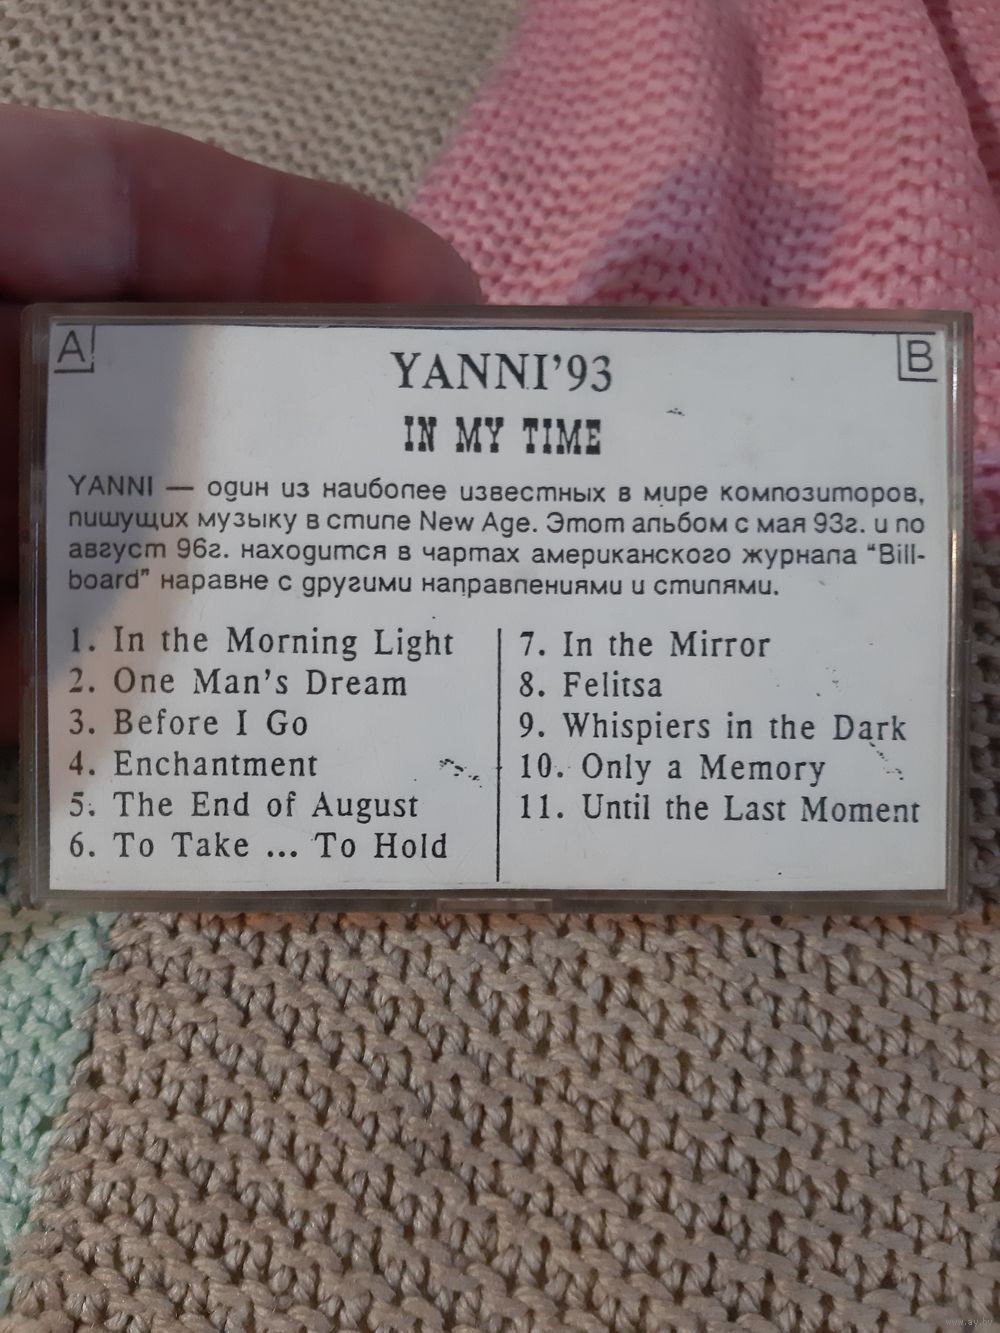 A
B
YANNI'93
IN MY TIME
YANNI — один из наиболее известных в мире композиторов,
пишущих музыку в стиле New Age. Этот альбом с мая 93г. и по
август 96г. находится в чартах американского журнала "Bill-
board" наравне с другими направлениями и стилями.
1. In the Morning Light
2. One Man's Dream
3. Before I Go
4. Enchantment
5. The End of August
6. To Take ... To Hold
7. In the Mirror
8. Felitsa
9. Whispiers in the Dark
10. Only a Memory
11. Until the Last Moment
www.ay.by